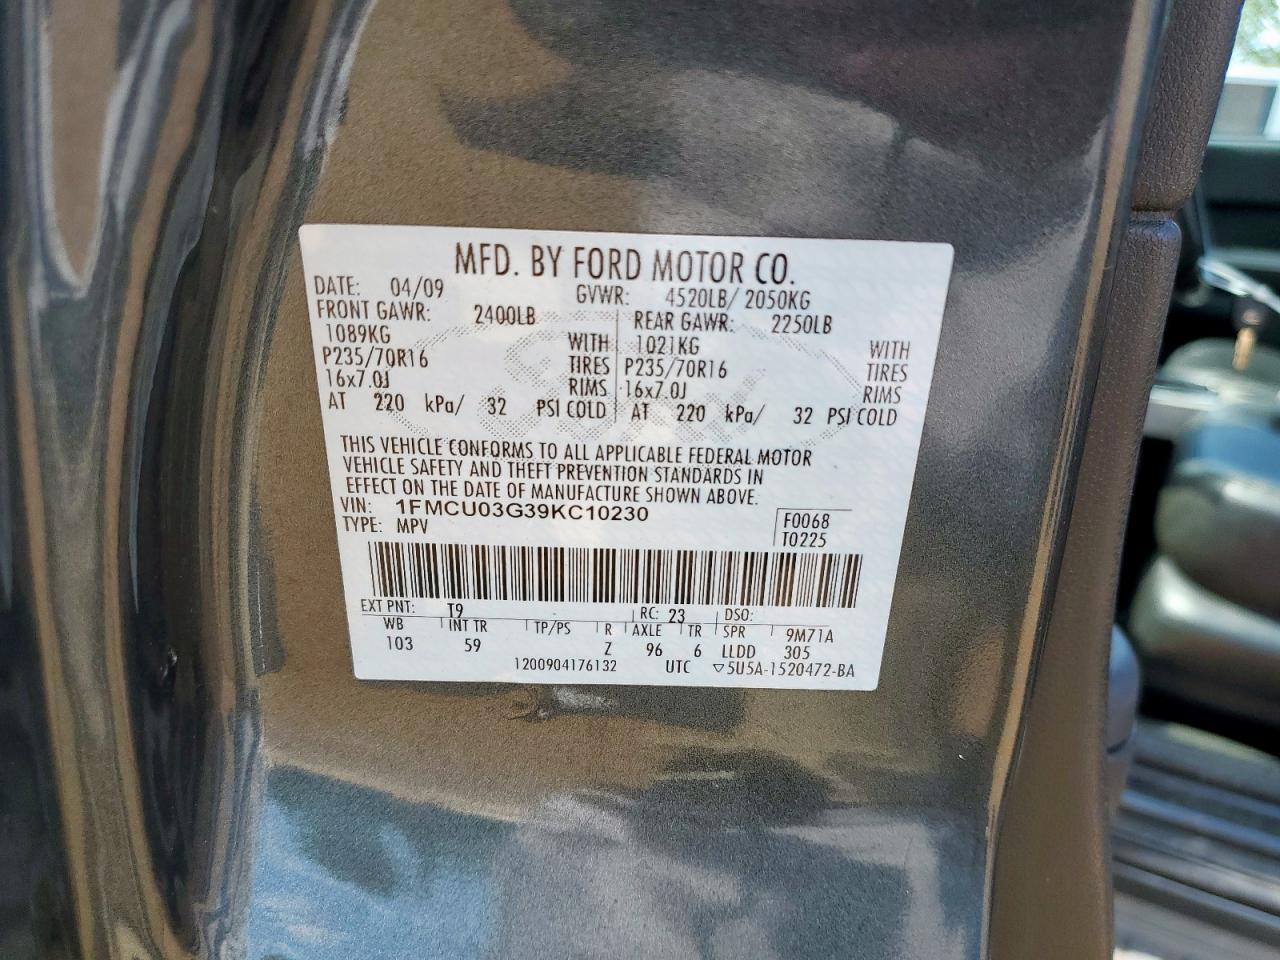 MFD. BY FORD MOTOR CO.
DATE: 04/09 GVWR: 4520LB/ 2050KG
FRONT GAWR: 2400LB REAR GAWR: 2250LB
1089KG WITH 1021KG WITH
P235/70R16 TIRES P235/70R16 TIRES
16x7.0J RIMS 16x7.0J RIMS
AT 220 kPa/ 32 PSI COLD AT 220 kPa/ 32 PSI COLD
THIS VEHICLE CONFORMS TO ALL APPLICABLE FEDERAL MOTOR
VEHICLE SAFETY AND THEFT PREVENTION STANDARDS IN
EFFECT ON THE DATE OF MANUFACTURE SHOWN ABOVE.
VIN: 1FMCU03G39KC10230 F0068
TYPE: MPV T0225
EXT PNT: T9 RC: 23 DSO:
WB INT TR TP/PS R AXLE TR SPR 9M71A
103 59 Z 96 6 LLDD 305
1200904176132 UTC ▽5U5A-1520472-BA